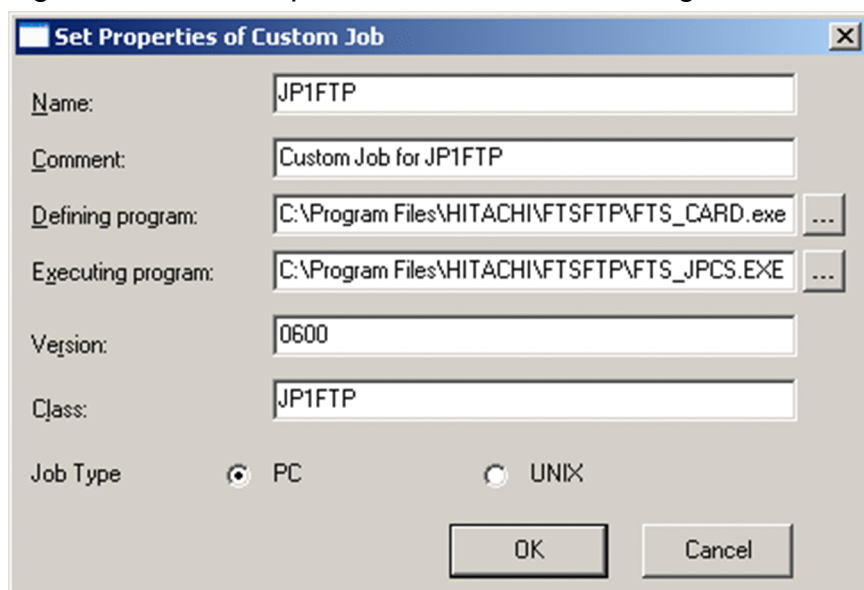 Set Properties of Custom Job
Name: JP1FTP
Comment: Custom Job for JP1FTP
Defining program: C:\Program Files\HITACHI\FTSFTP\FTS_CARD.exe ...
Executing program: C:\Program Files\HITACHI\FTSFTP\FTS_JPCS.EXE ...
Version: 0600
Class: JP1FTP
Job Type PC UNIX
OK Cancel